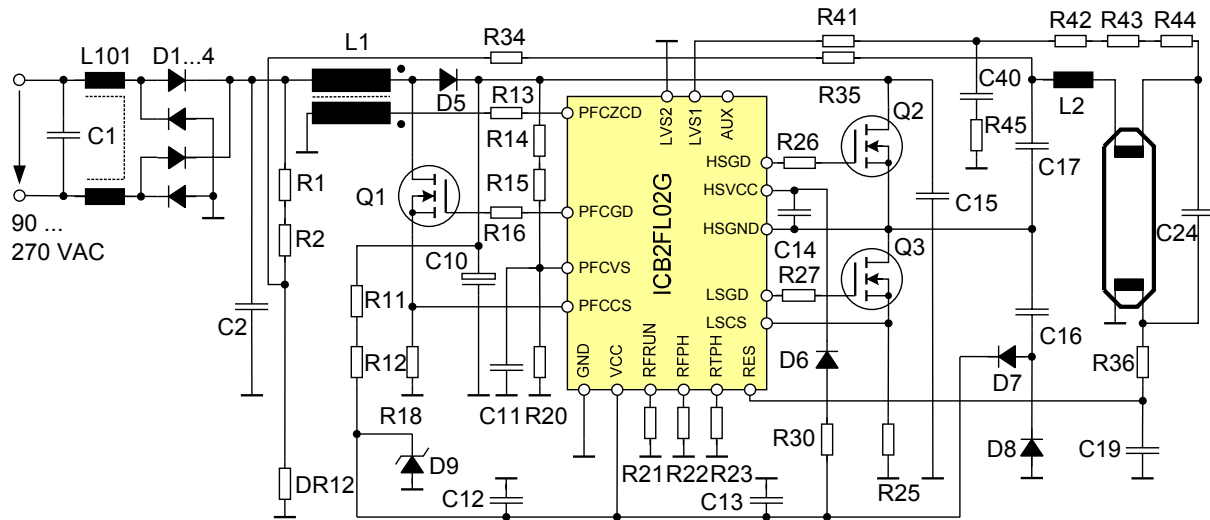 R41
R42
R43
R44
L1
R34
L101
D1...4
C40
R35
L2
D5
R13
Q2
PFCZCD
LVS2
LVS1
AUX
C1
R14
R45
R26
HSGD
C17
R1
R15
HSVCC
Q1
C15
PFCGD
R16
HSGND
C14
90 ...
270 VAC
R2
C10
ICB2FL02G
Q3
C24
PFCVS
R27
LSGD
R11
PFCCS
C2
LSCS
C16
R12
D6
R36
GND
VCC
RFRUN
RFPH
RTPH
RES
D7
R18
C11
R20
R30
D8
C19
D9
R21
R22
R23
DR12
C12
C13
R25